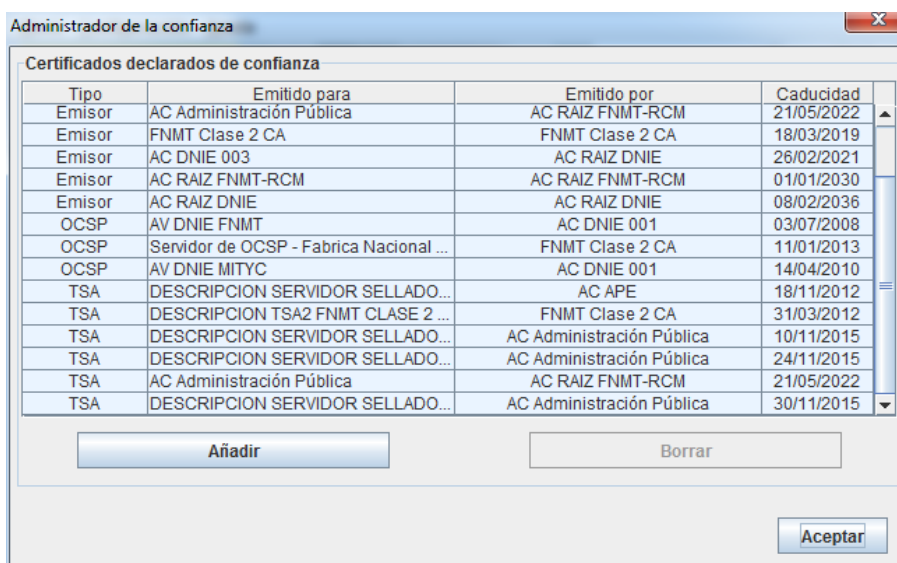 Administrador de la confianza
Certificados declarados de confianza
Tipo Emitido para Emitido por Caducidad
Emisor AC Administración Pública AC RAIZ FNMT-RCM 21/05/2022
Emisor FNMT Clase 2 CA FNMT Clase 2 CA 18/03/2019
Emisor AC DNIE 003 AC RAIZ DNIE 26/02/2021
Emisor AC RAIZ FNMT-RCM AC RAIZ FNMT-RCM 01/01/2030
Emisor AC RAIZ DNIE AC RAIZ DNIE 08/02/2036
OCSP AV DNIE FNMT AC DNIE 001 03/07/2008
OCSP Servidor de OCSP - Fabrica Nacional ... FNMT Clase 2 CA 11/01/2013
OCSP AV DNIE MITYC AC DNIE 001 14/04/2010
TSA DESCRIPCION SERVIDOR SELLADO... AC APE 18/11/2012
TSA DESCRIPCION TSA2 FNMT CLASE 2 ... FNMT Clase 2 CA 31/03/2012
TSA DESCRIPCION SERVIDOR SELLADO... AC Administración Pública 10/11/2015
TSA DESCRIPCION SERVIDOR SELLADO... AC Administración Pública 24/11/2015
TSA AC Administración Pública AC RAIZ FNMT-RCM 21/05/2022
TSA DESCRIPCION SERVIDOR SELLADO... AC Administración Pública 30/11/2015
Añadir Borrar
Aceptar